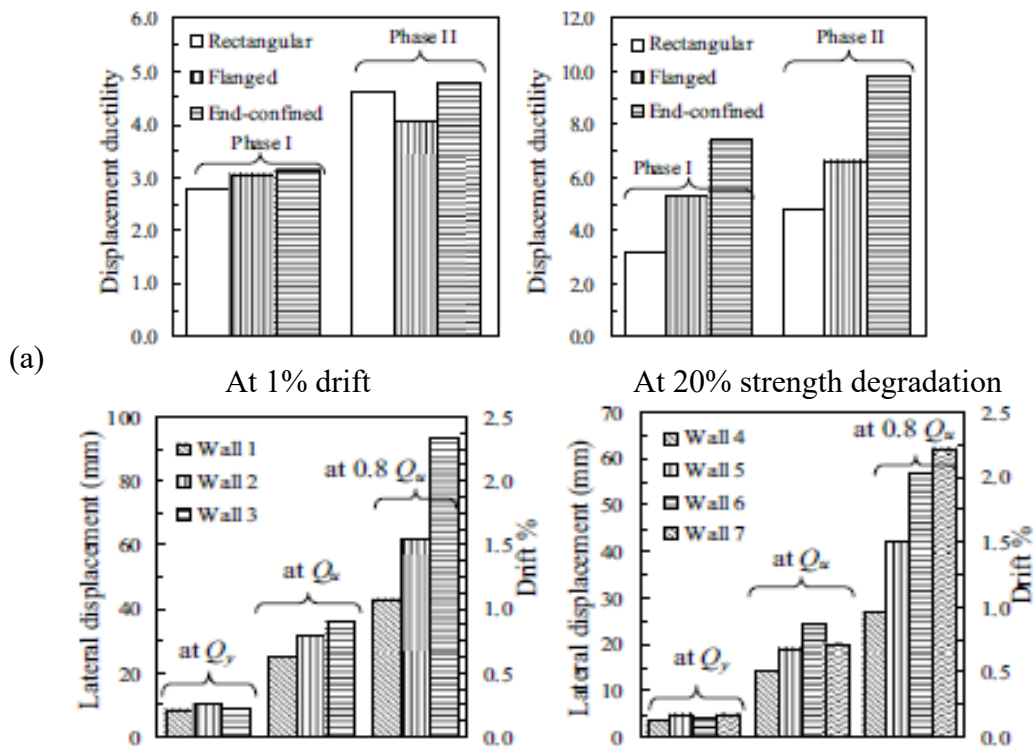 6.0
5.0
4.0
3.0
2.0
1.0
0.0
Displacement ductility
Rectangular
Flanged
End-confined
Phase I
Phase II
12.0
10.0
8.0
6.0
4.0
2.0
0.0
Displacement ductility
Rectangular
Flanged
End-confined
Phase I
Phase II
(a)
At 1% drift
At 20% strength degradation
100
80
60
40
20
0
Lateral displacement (mm)
Wall 1
Wall 2
Wall 3
at Qy
at Qu
at 0.8 Qu
2.5
2.0
1.5
1.0
0.5
0.0
Drift %
70
60
50
40
30
20
10
0
Lateral displacement (mm)
Wall 4
Wall 5
Wall 6
Wall 7
at Qy
at Qu
at 0.8 Qu
2.5
2.0
1.5
1.0
0.5
0.0
Drift %